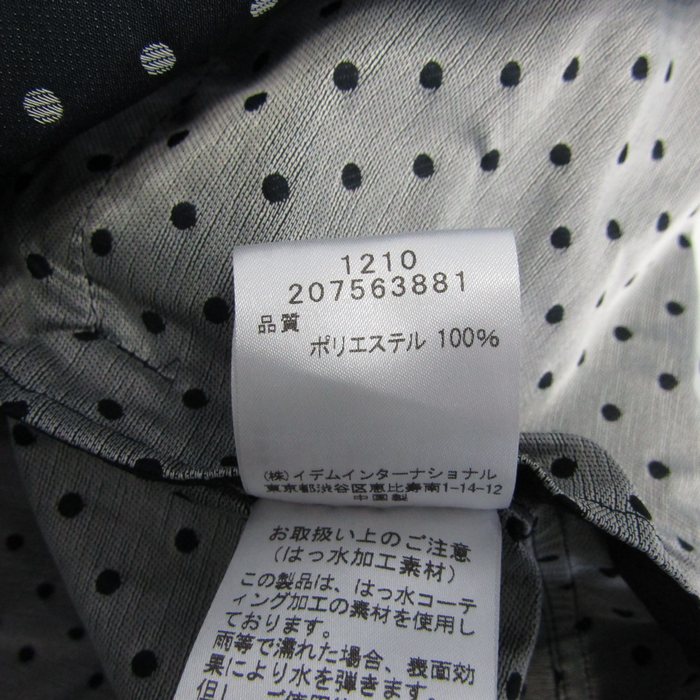 1210
207563881
品質
ポリエステル 100%
(株)イデムインターナショナル
東京都渋谷区恵比寿南1-14-12
中国製
お取扱い上のご注意
(はっ水加工素材)
この製品は、はっ水コーテ
ィング加工の素材を使用し
ております。
雨等で濡れた場合、表面効
果により水を弾きます。
但し、ご使用